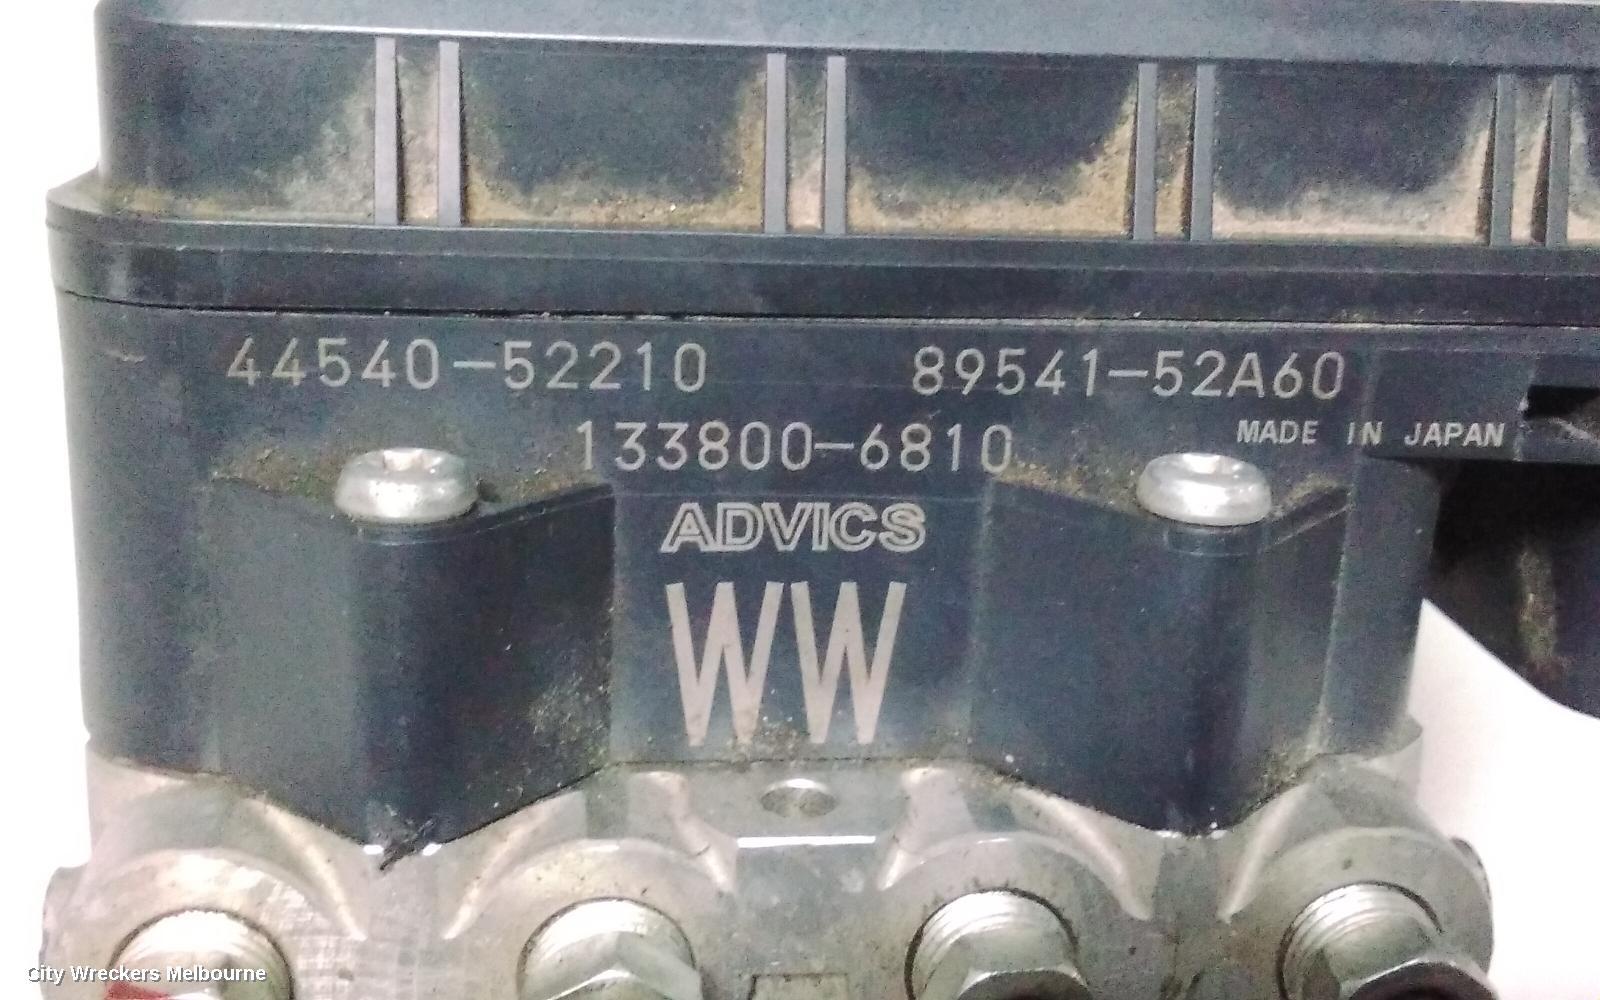 44540-52210 89541-52A60
133800-6810 MADE IN JAPAN
ADVICS
WW
City Wreckers Melbourne